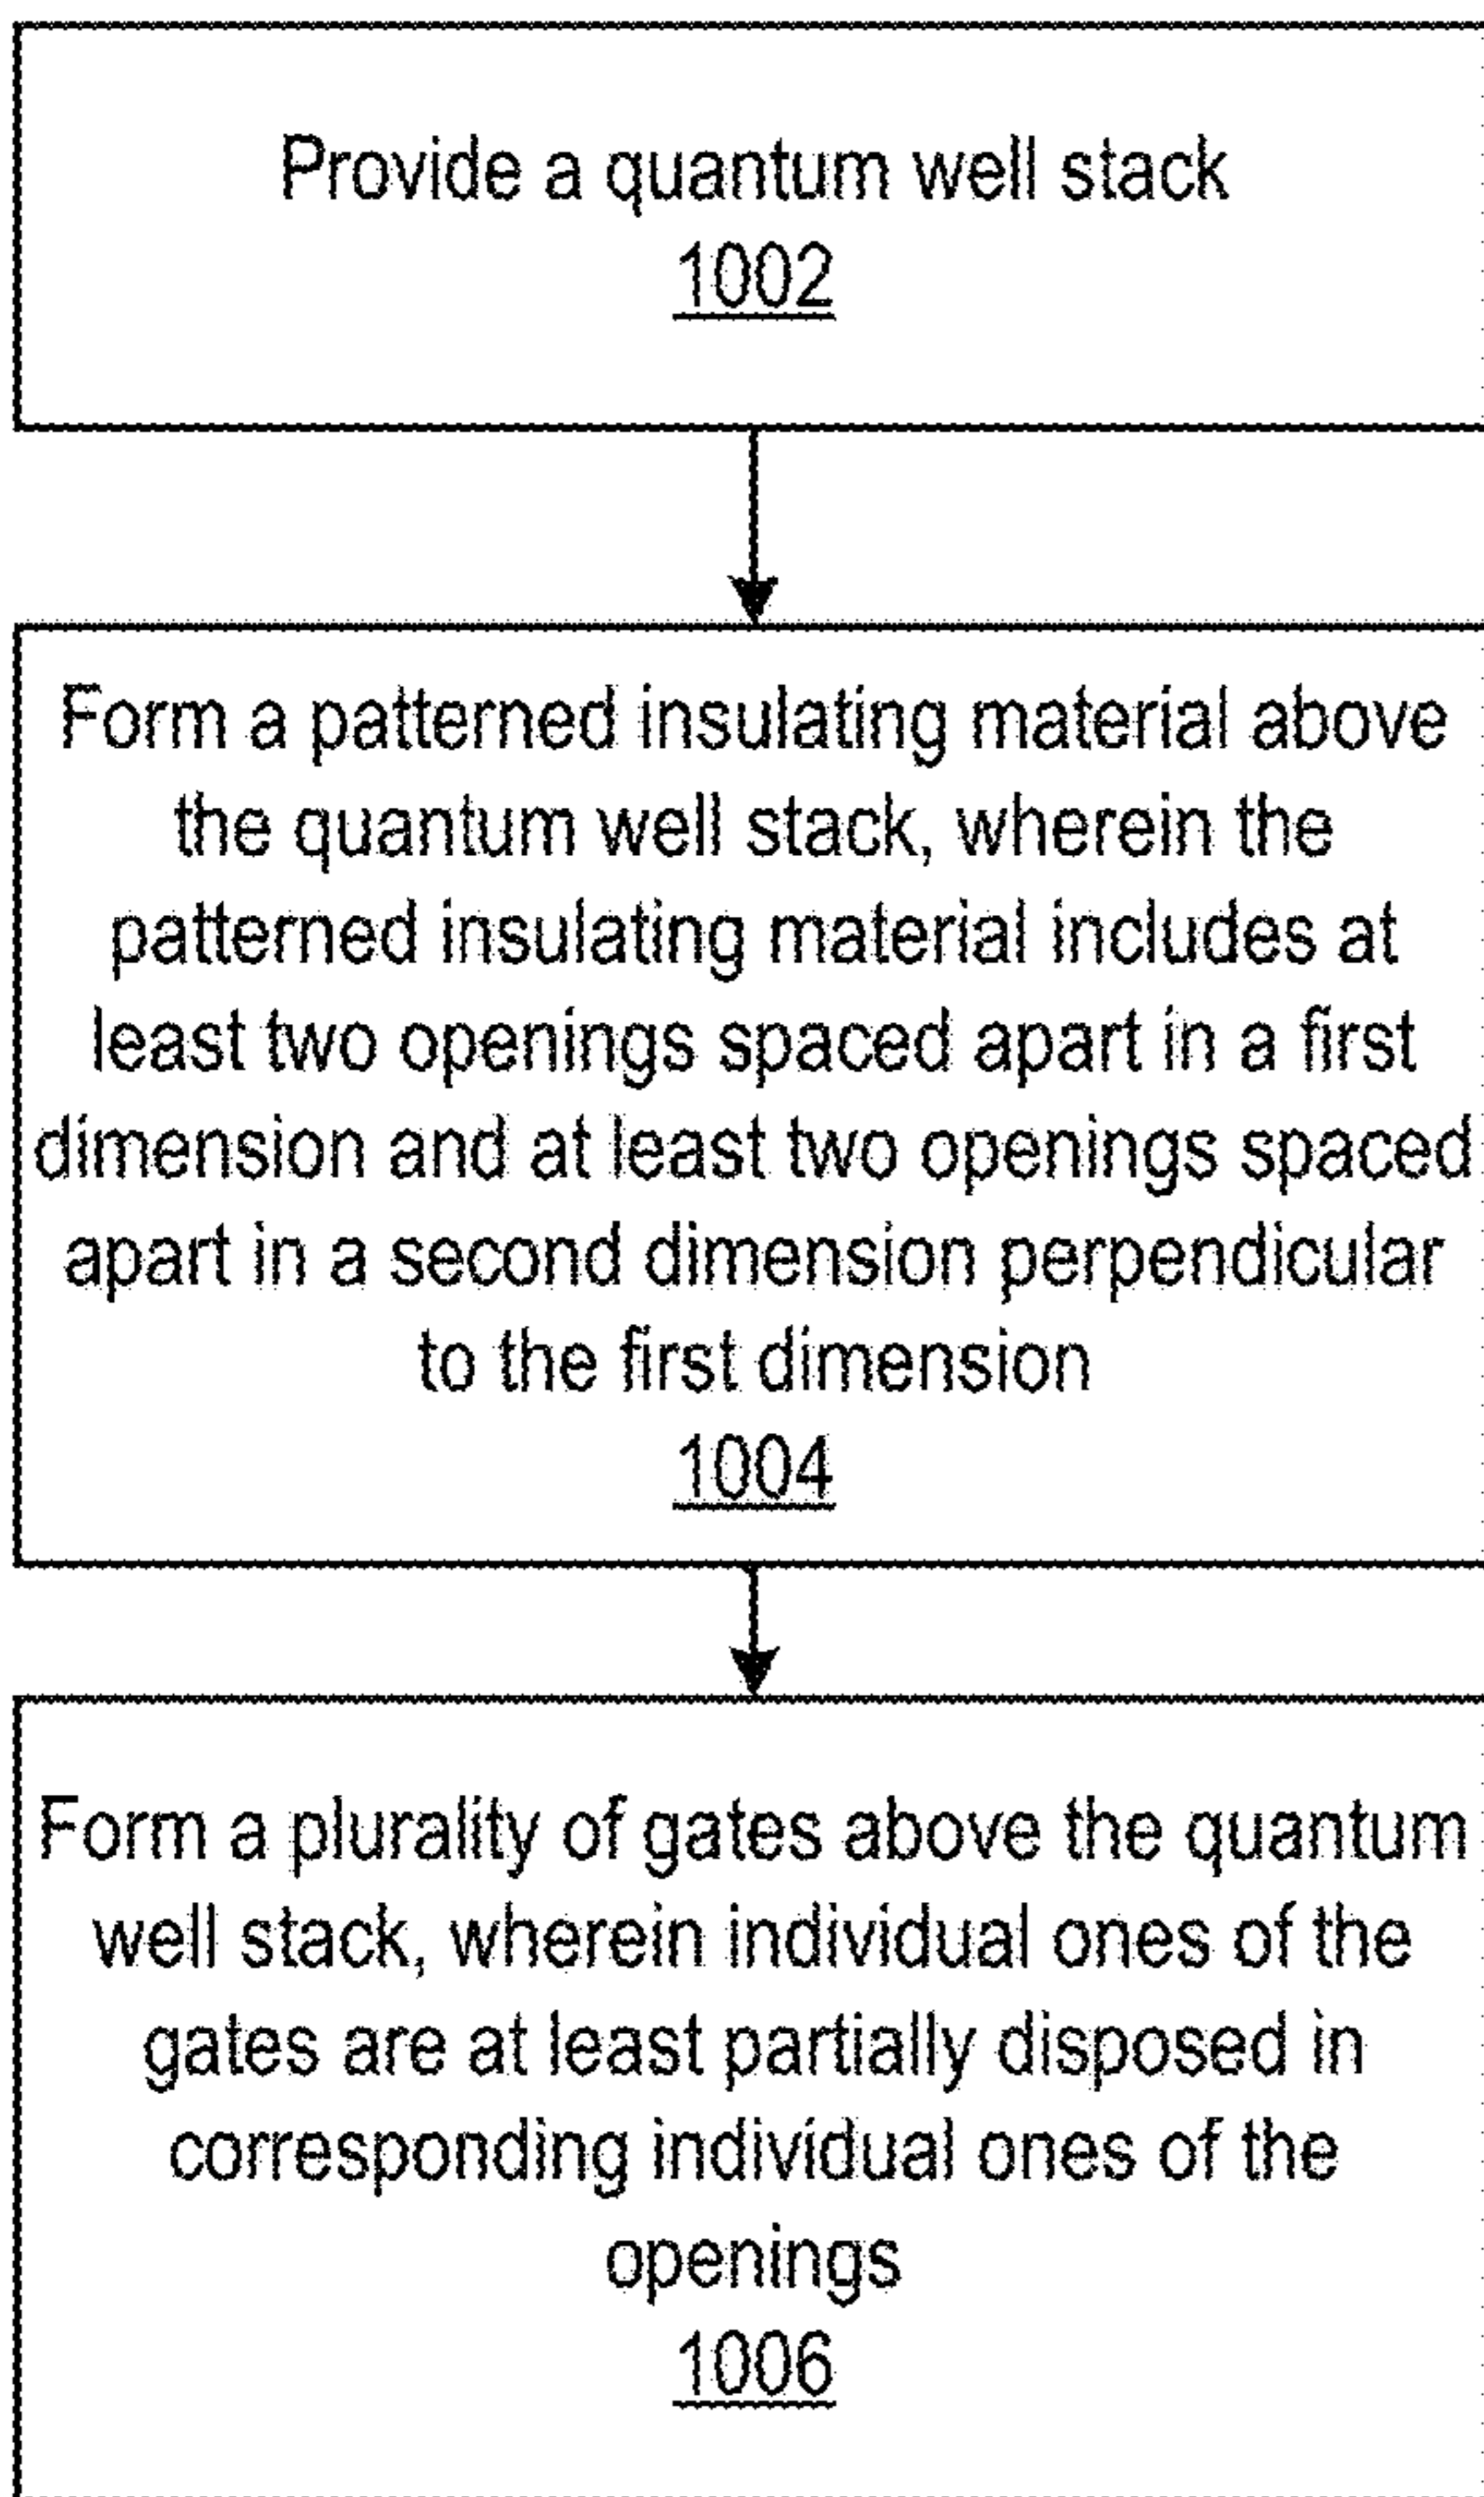 Provide a quantum well stack
1002
Form a patterned insulating material above
the quantum well stack, wherein the
patterned insulating material includes at
least two openings spaced apart in a first
dimension and at least two openings spaced
apart in a second dimension perpendicular
to the first dimension
1004
Form a plurality of gates above the quantum
well stack, wherein individual ones of the
gates are at least partially disposed in
corresponding individual ones of the
openings
1006